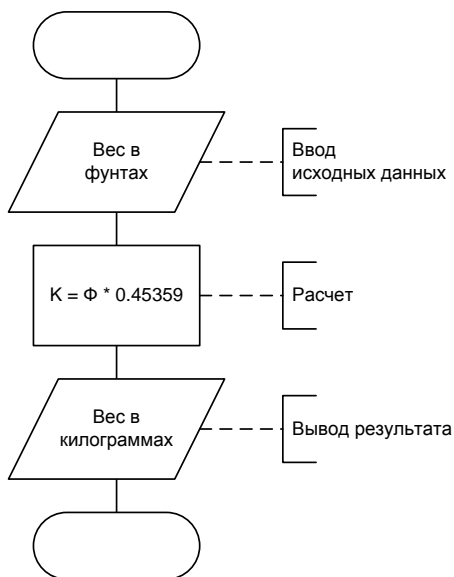 Вес в
фунтах
Ввод
исходных данных
K = Ф * 0.45359
Расчет
Вес в
килограммах
Вывод результата